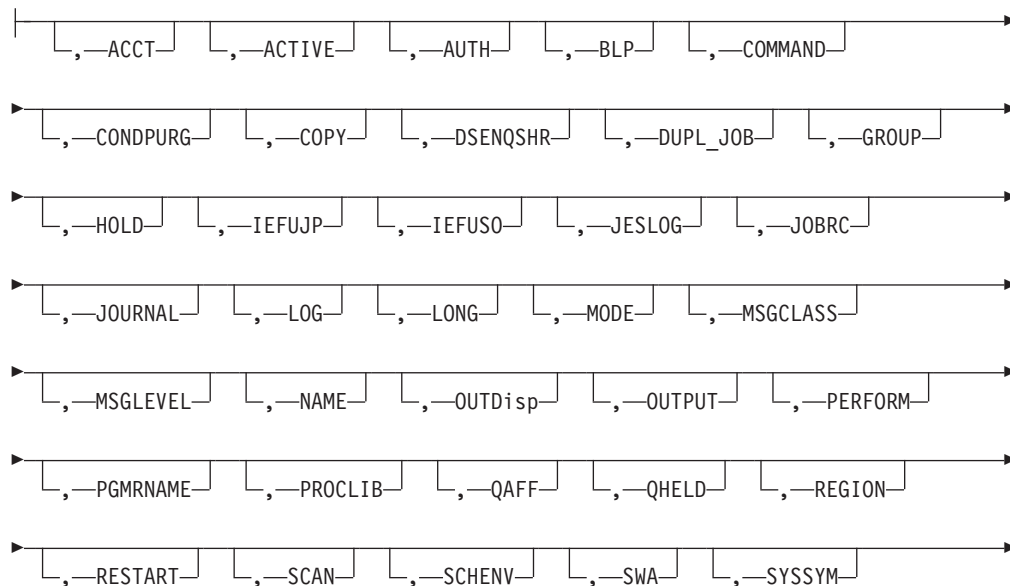 , ACCT , ACTIVE , AUTH , BLP , COMMAND
, CONDPURG , COPY , DSENQSHR , DUPL_JOB , GROUP
, HOLD , IEFUJP , IEFUSO , JESLOG , JOBRC
, JOURNAL , LOG , LONG , MODE , MSGCLASS
, MSGLEVEL , NAME , OUTDisp , OUTPUT , PERFORM
, PGMRNAME , PROCLIB , QAFF , QHELD , REGION
, RESTART , SCAN , SCHENV , SWA , SYSSYM